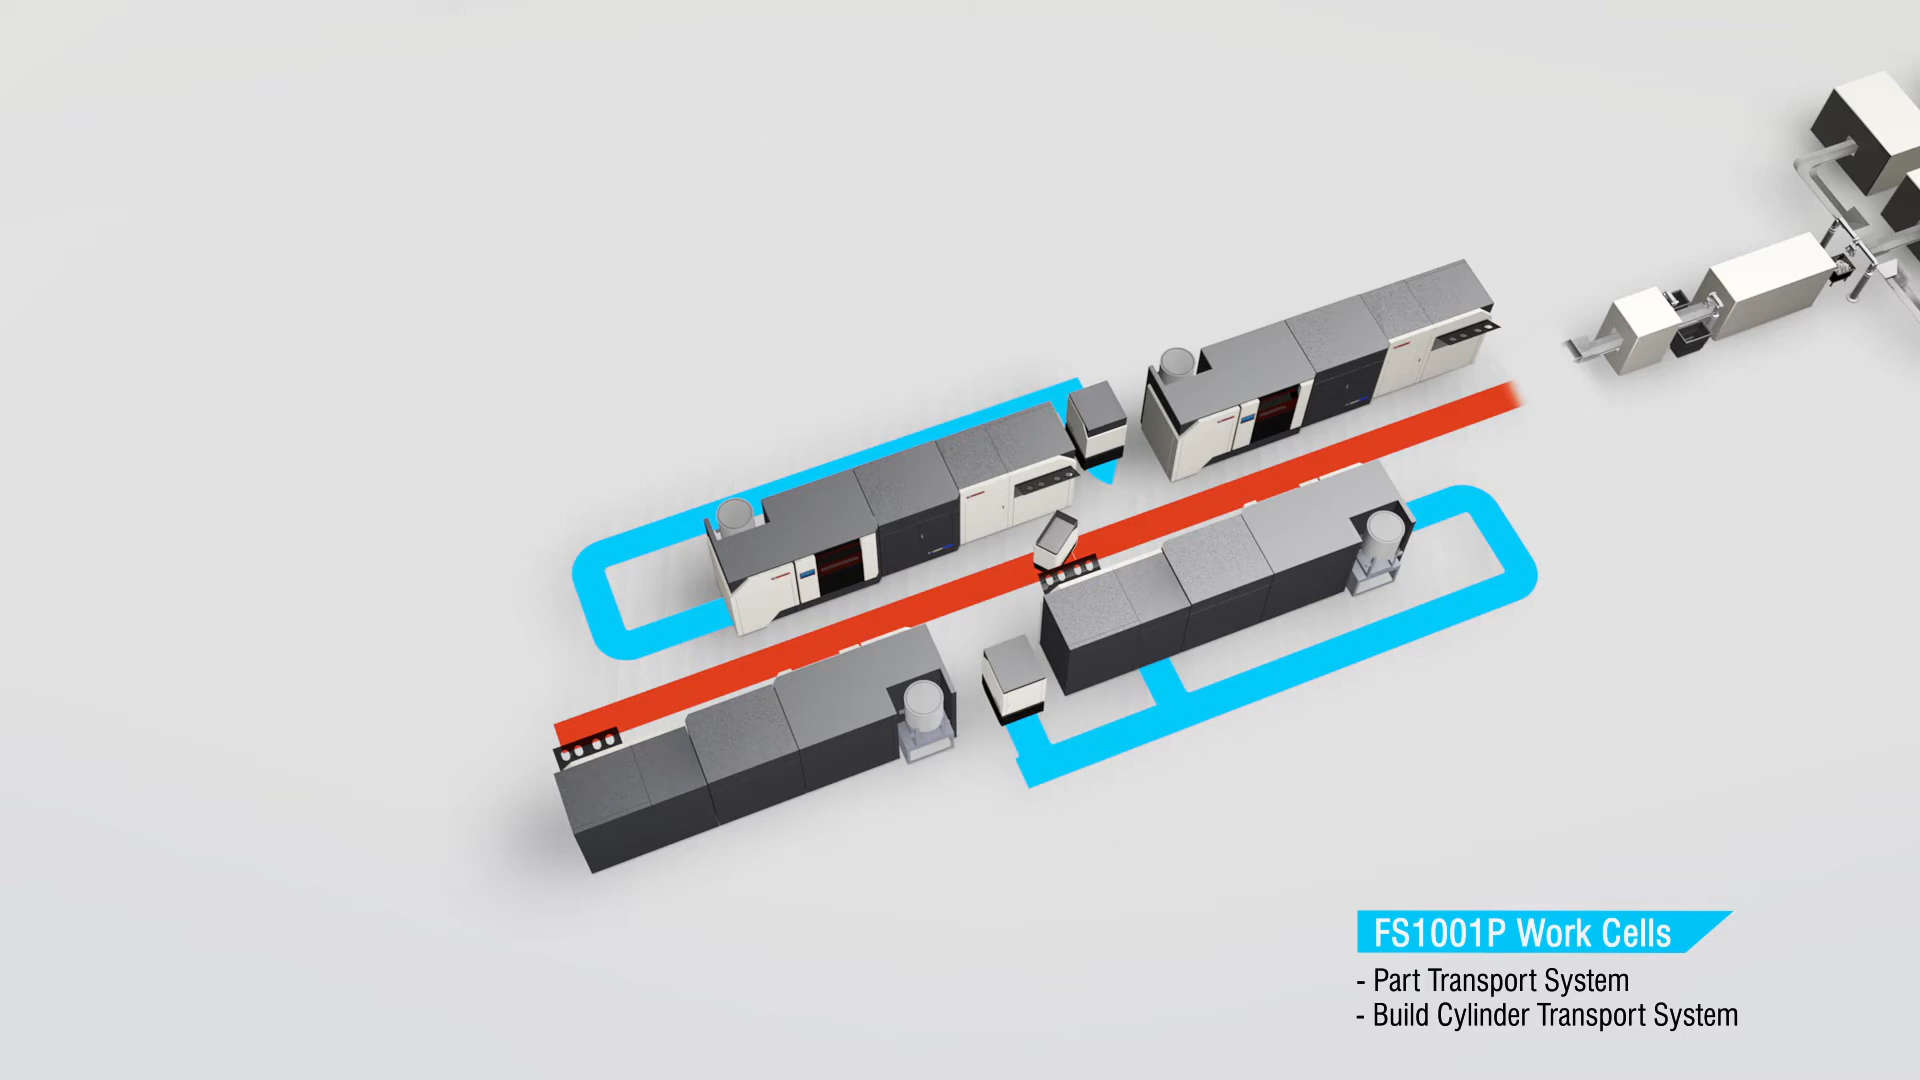 FS1001P Work Cells
- Part Transport System
- Build Cylinder Transport System